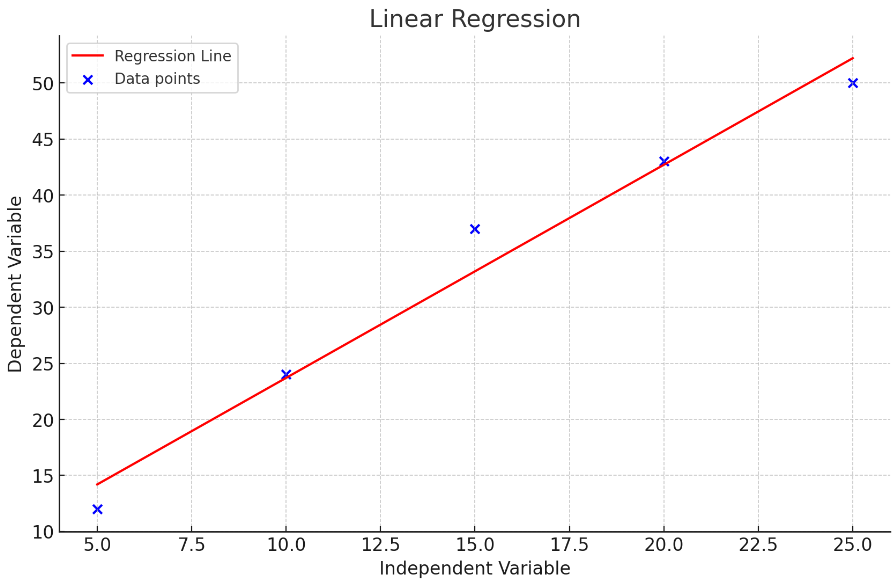 Linear Regression
Regression Line
Data points
50
45
40
35
30
25
20
15
10
Dependent Variable
5.0 7.5 10.0 12.5 15.0 17.5 20.0 22.5 25.0
Independent Variable